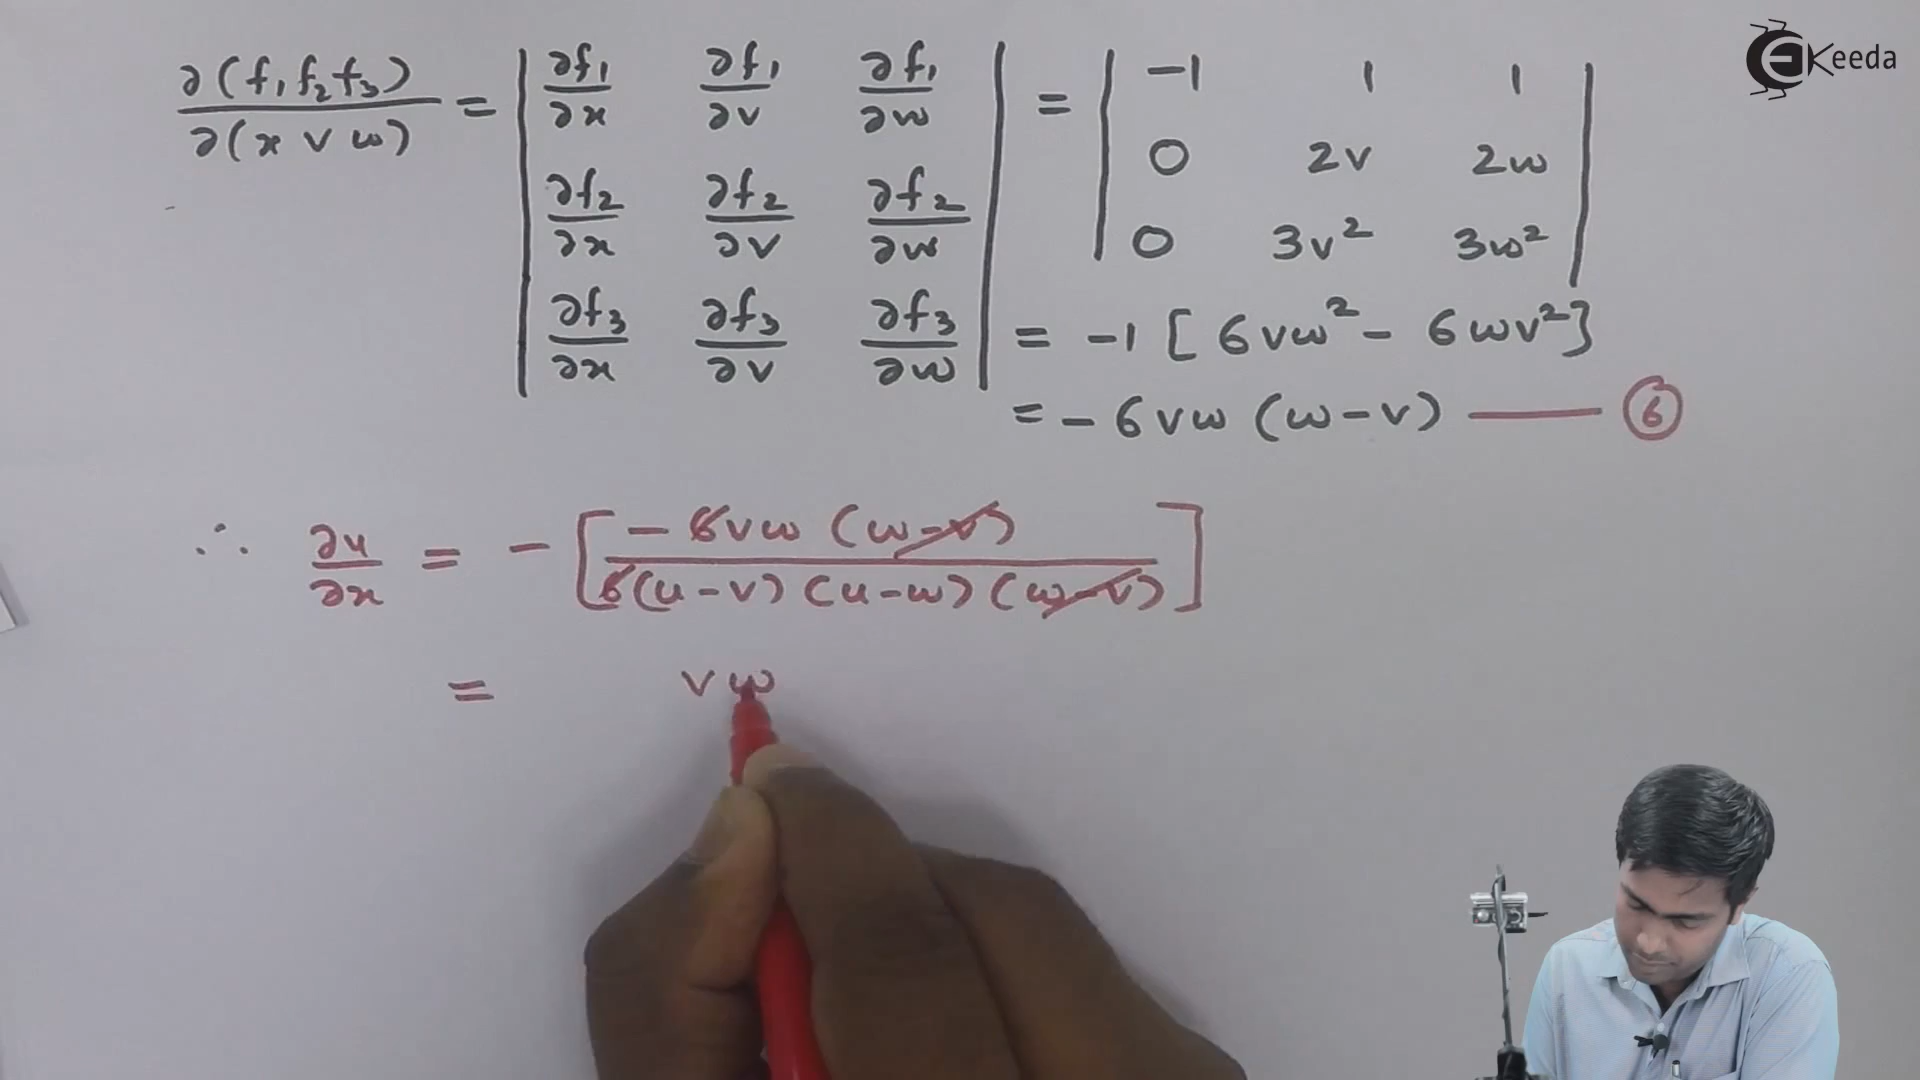 EKeeda
∂(f₁ f₂ f₃)/∂(x v w) = | ∂f₁/∂x ∂f₁/∂v ∂f₁/∂w | = | -1 1 1 |
| ∂f₂/∂x ∂f₂/∂v ∂f₂/∂w | | 0 2v 2w |
| ∂f₃/∂x ∂f₃/∂v ∂f₃/∂w | | 0 3v² 3w² |
= -1 [6vw² - 6wv²]
= -6vw (w-v) —— ⑥
∴ ∂u/∂x = - [ -6vw (w-v) / 6(u-v) (u-w) (w-v) ]
= vw